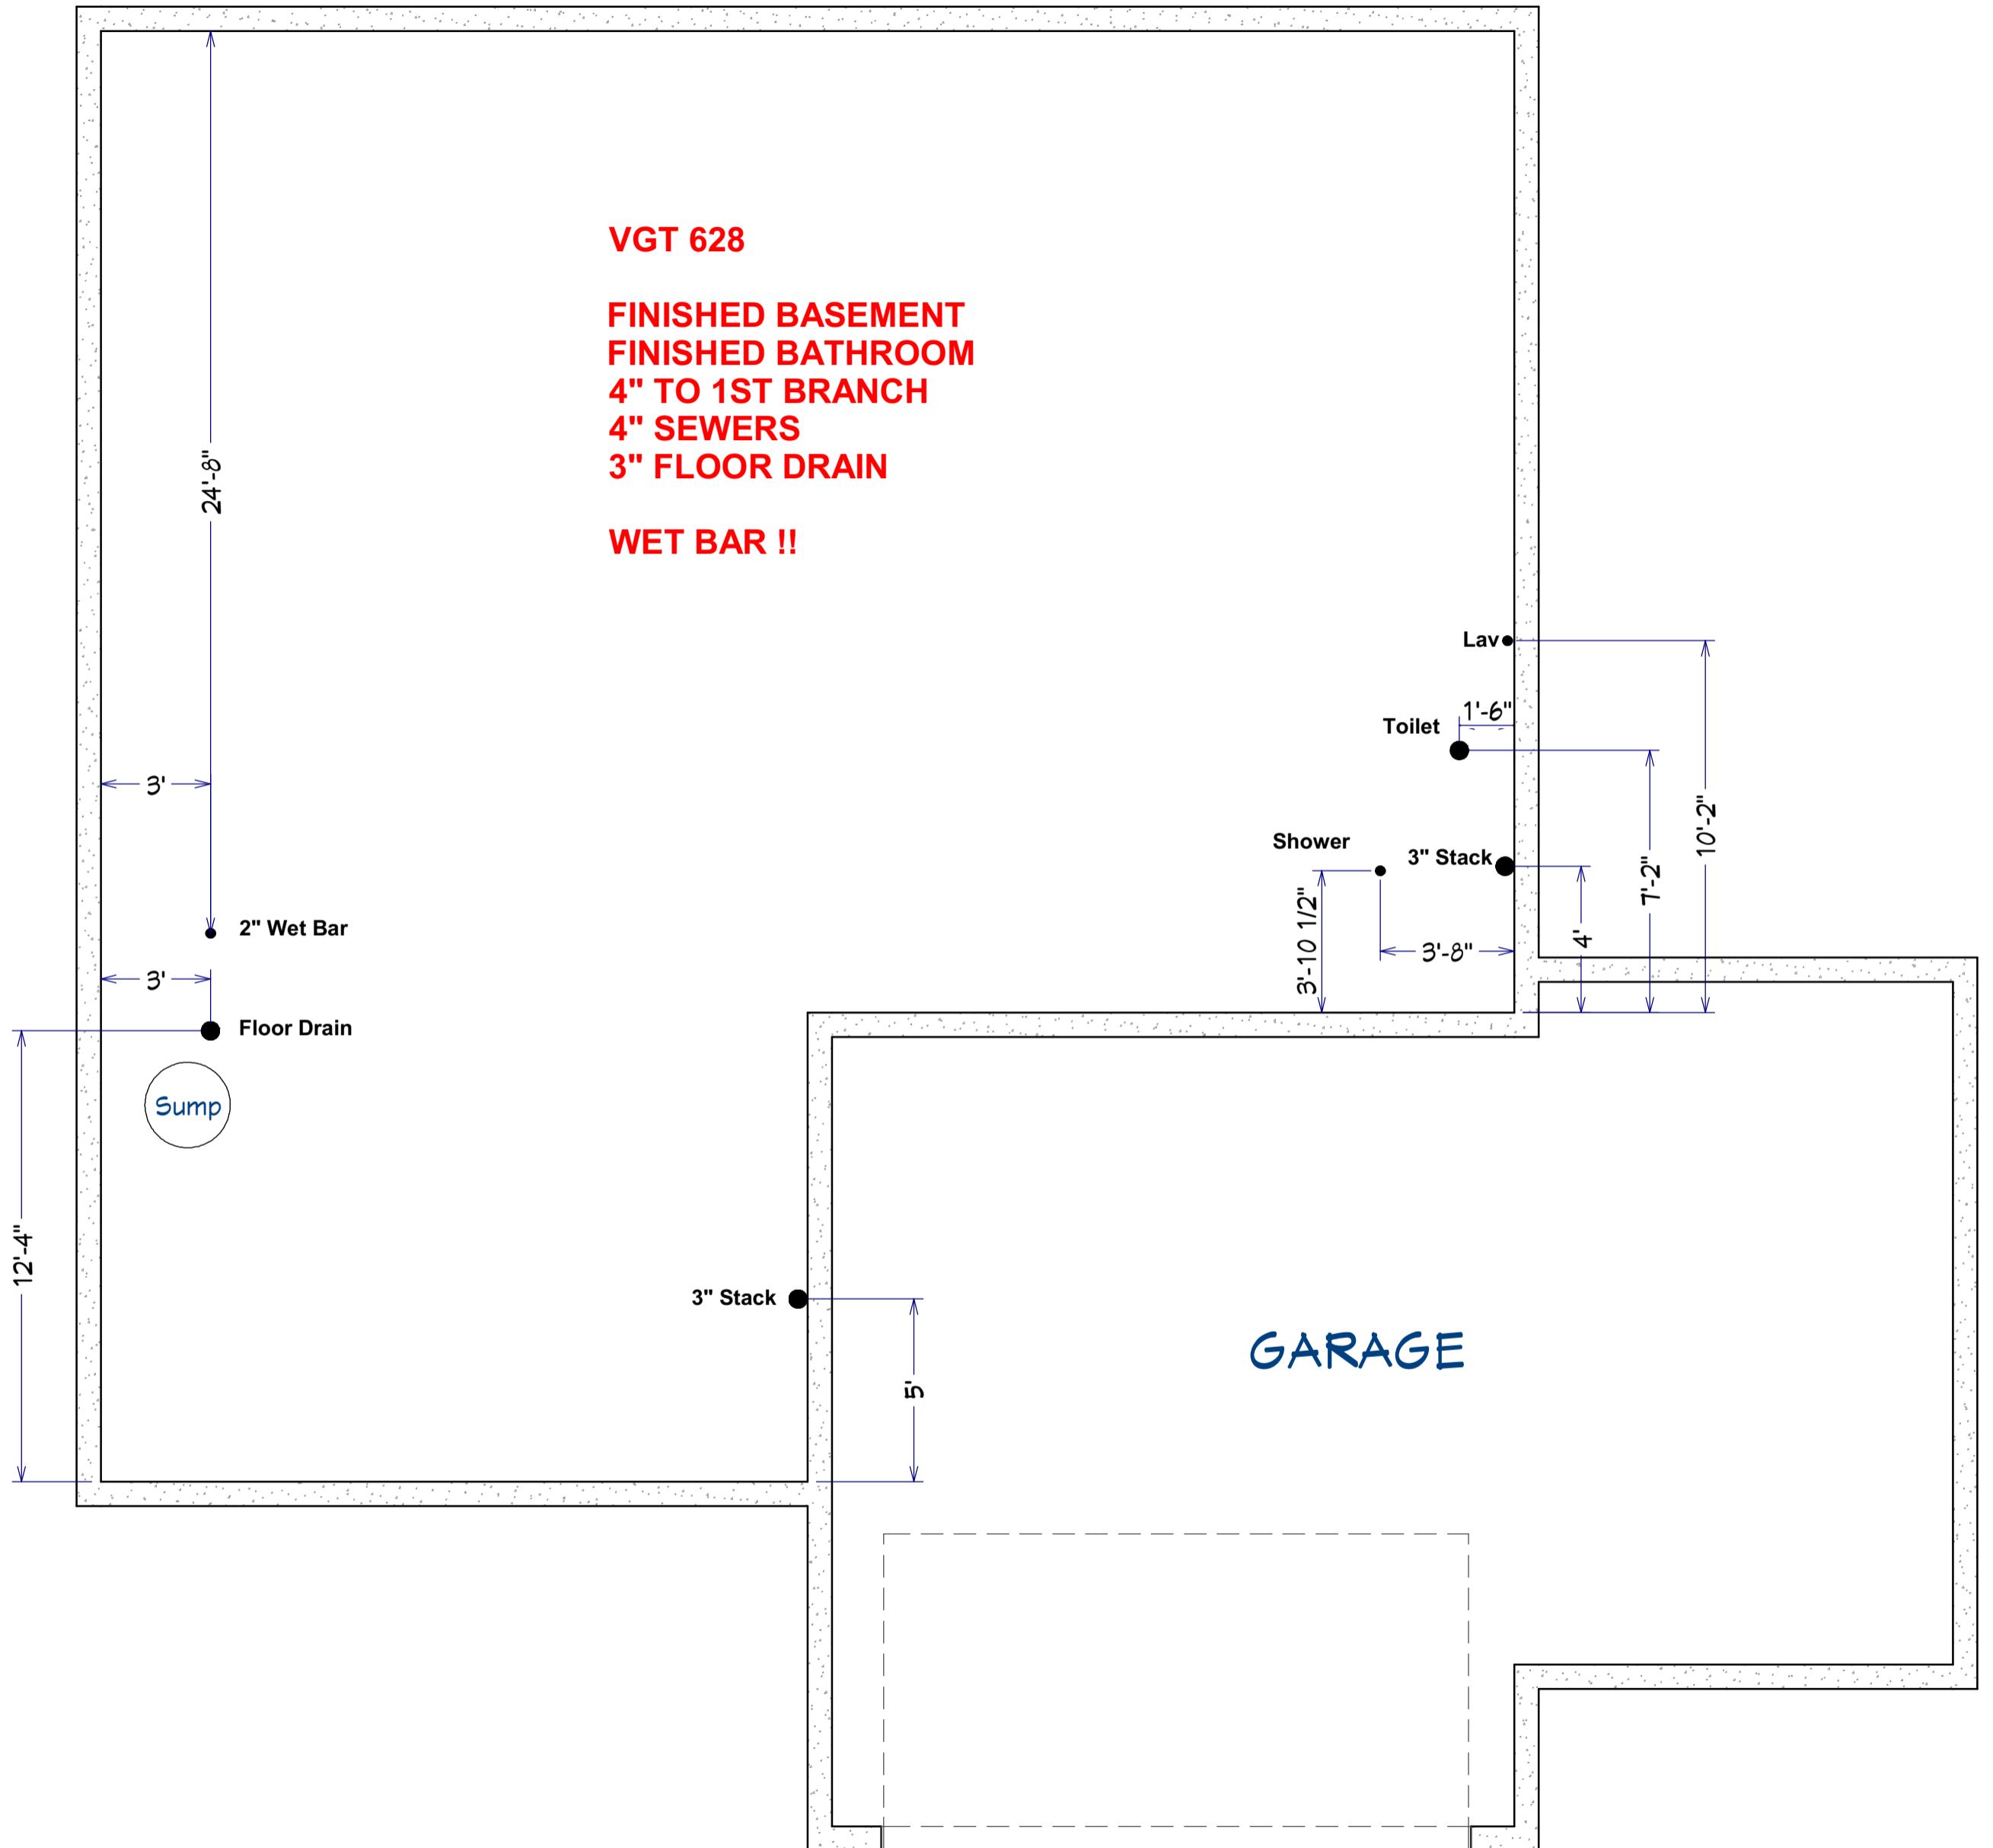 VGT 628
FINISHED BASEMENT
FINISHED BATHROOM
4" TO 1ST BRANCH
4" SEWERS
3" FLOOR DRAIN
WET BAR !!
24'-8"
Lav
1'-6"
Toilet
3'
10'-2"
Shower
3" Stack
7'-2"
2" Wet Bar
3'-10 1/2"
3'-8"
4'
3'
Floor Drain
Sump
12'-4"
3" Stack
GARAGE
5'